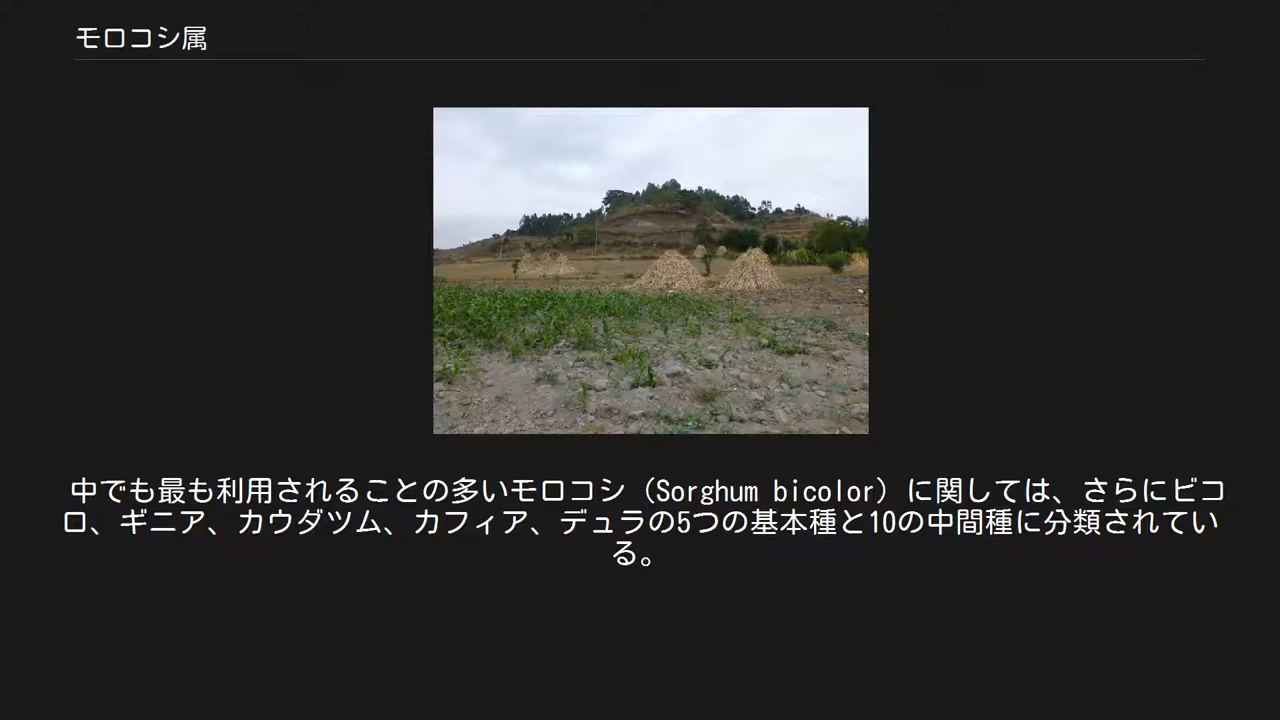 モロコシ属
中でも最も利用されることの多いモロコシ（Sorghum bicolor）に関しては、さらにビコ
ロ、ギニア、カウダツム、カフィア、デュラの5つの基本種と10の中間種に分類されてい
る。